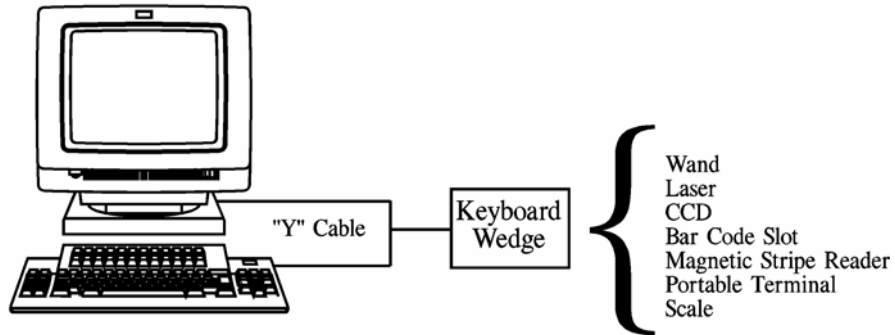 "Y" Cable
Keyboard
Wedge
Wand
Laser
CCD
Bar Code Slot
Magnetic Stripe Reader
Portable Terminal
Scale